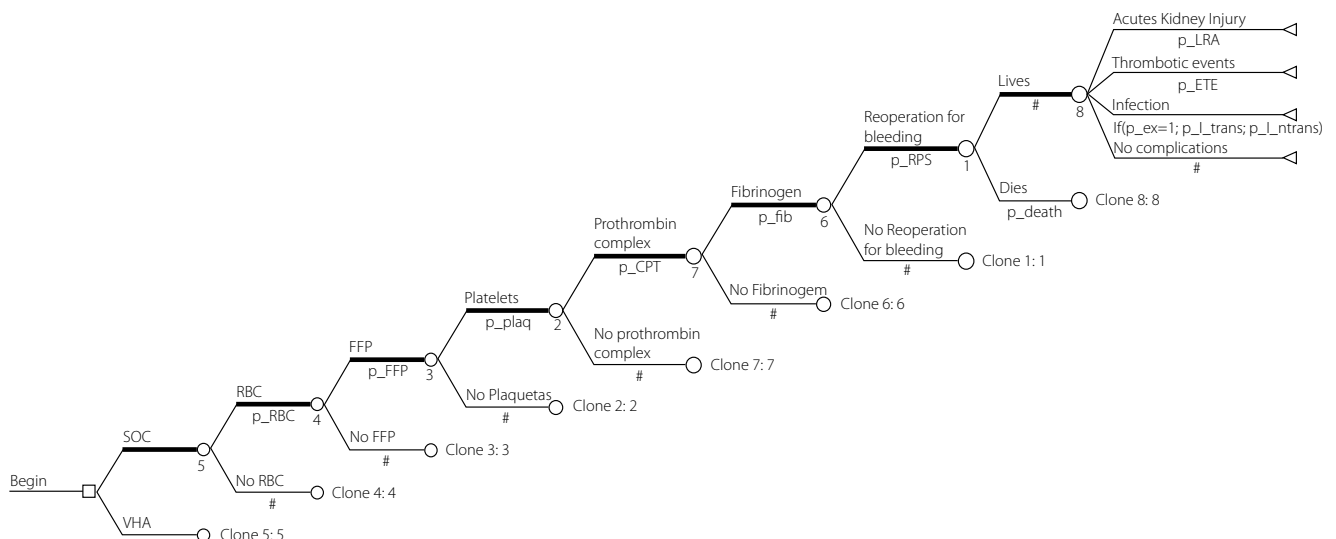 Acutes Kidney Injury
p_LRA
Thrombotic events
p_ETE
Lives
#
8
Infection
If(p_ex=1; p_I_trans; p_I_ntrans)
No complications
#
Reoperation for
bleeding
p_RPS
1
Dies
p_death
Clone 8: 8
Fibrinogen
p_fib
6
No Reoperation
for bleeding
#
Clone 1: 1
Prothrombin
complex
p_CPT
7
No Fibrinogem
#
Clone 6: 6
Platelets
p_plaq
2
No prothrombin
complex
#
Clone 7: 7
FFP
p_FFP
3
No Plaquetas
#
Clone 2: 2
RBC
p_RBC
4
No FFP
#
Clone 3: 3
SOC
5
No RBC
#
Clone 4: 4
Begin
VHA
Clone 5: 5